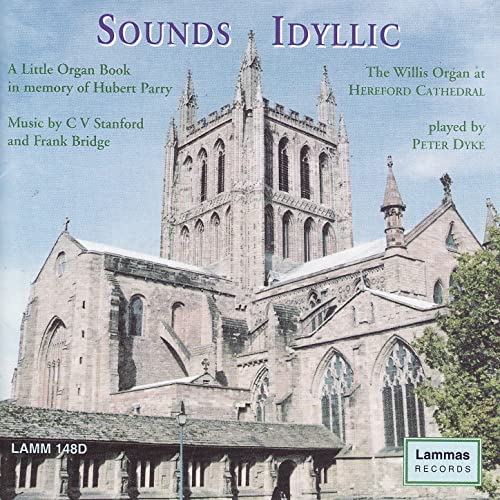 SOUNDS IDYLLIC
A Little Organ Book
in memory of Hubert Parry
Music by C V Stanford
and Frank Bridge
The Willis Organ at
HEREFORD CATHEDRAL
played by
PETER DYKE
LAMM 148D
Lammas
RECORDS